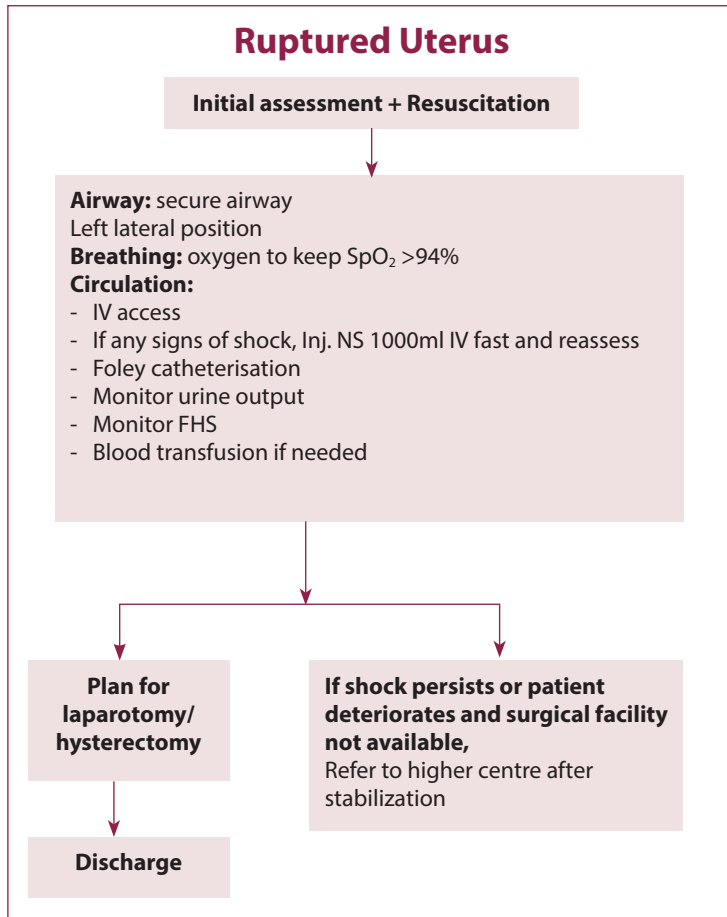 Ruptured Uterus
Initial assessment + Resuscitation
Airway: secure airway
Left lateral position
Breathing: oxygen to keep SpO₂ >94%
Circulation:
- IV access
- If any signs of shock, Inj. NS 1000ml IV fast and reassess
- Foley catheterisation
- Monitor urine output
- Monitor FHS
- Blood transfusion if needed
Plan for
laparotomy/
hysterectomy
If shock persists or patient
deteriorates and surgical facility
not available,
Refer to higher centre after
stabilization
Discharge